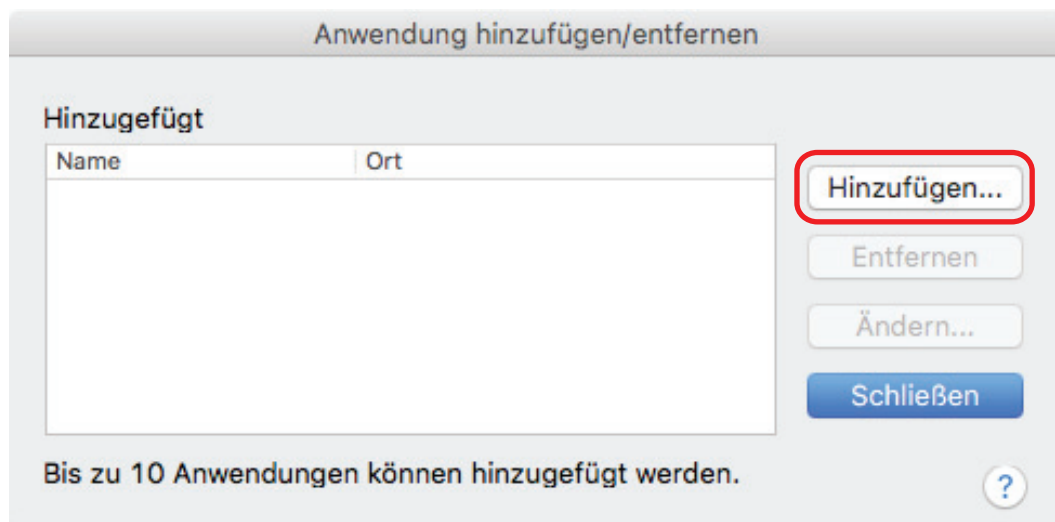 Anwendung hinzufügen/entfernen
Hinzugefügt
Name Ort
Hinzufügen...
Entfernen
Ändern...
Schließen
Bis zu 10 Anwendungen können hinzugefügt werden.
?